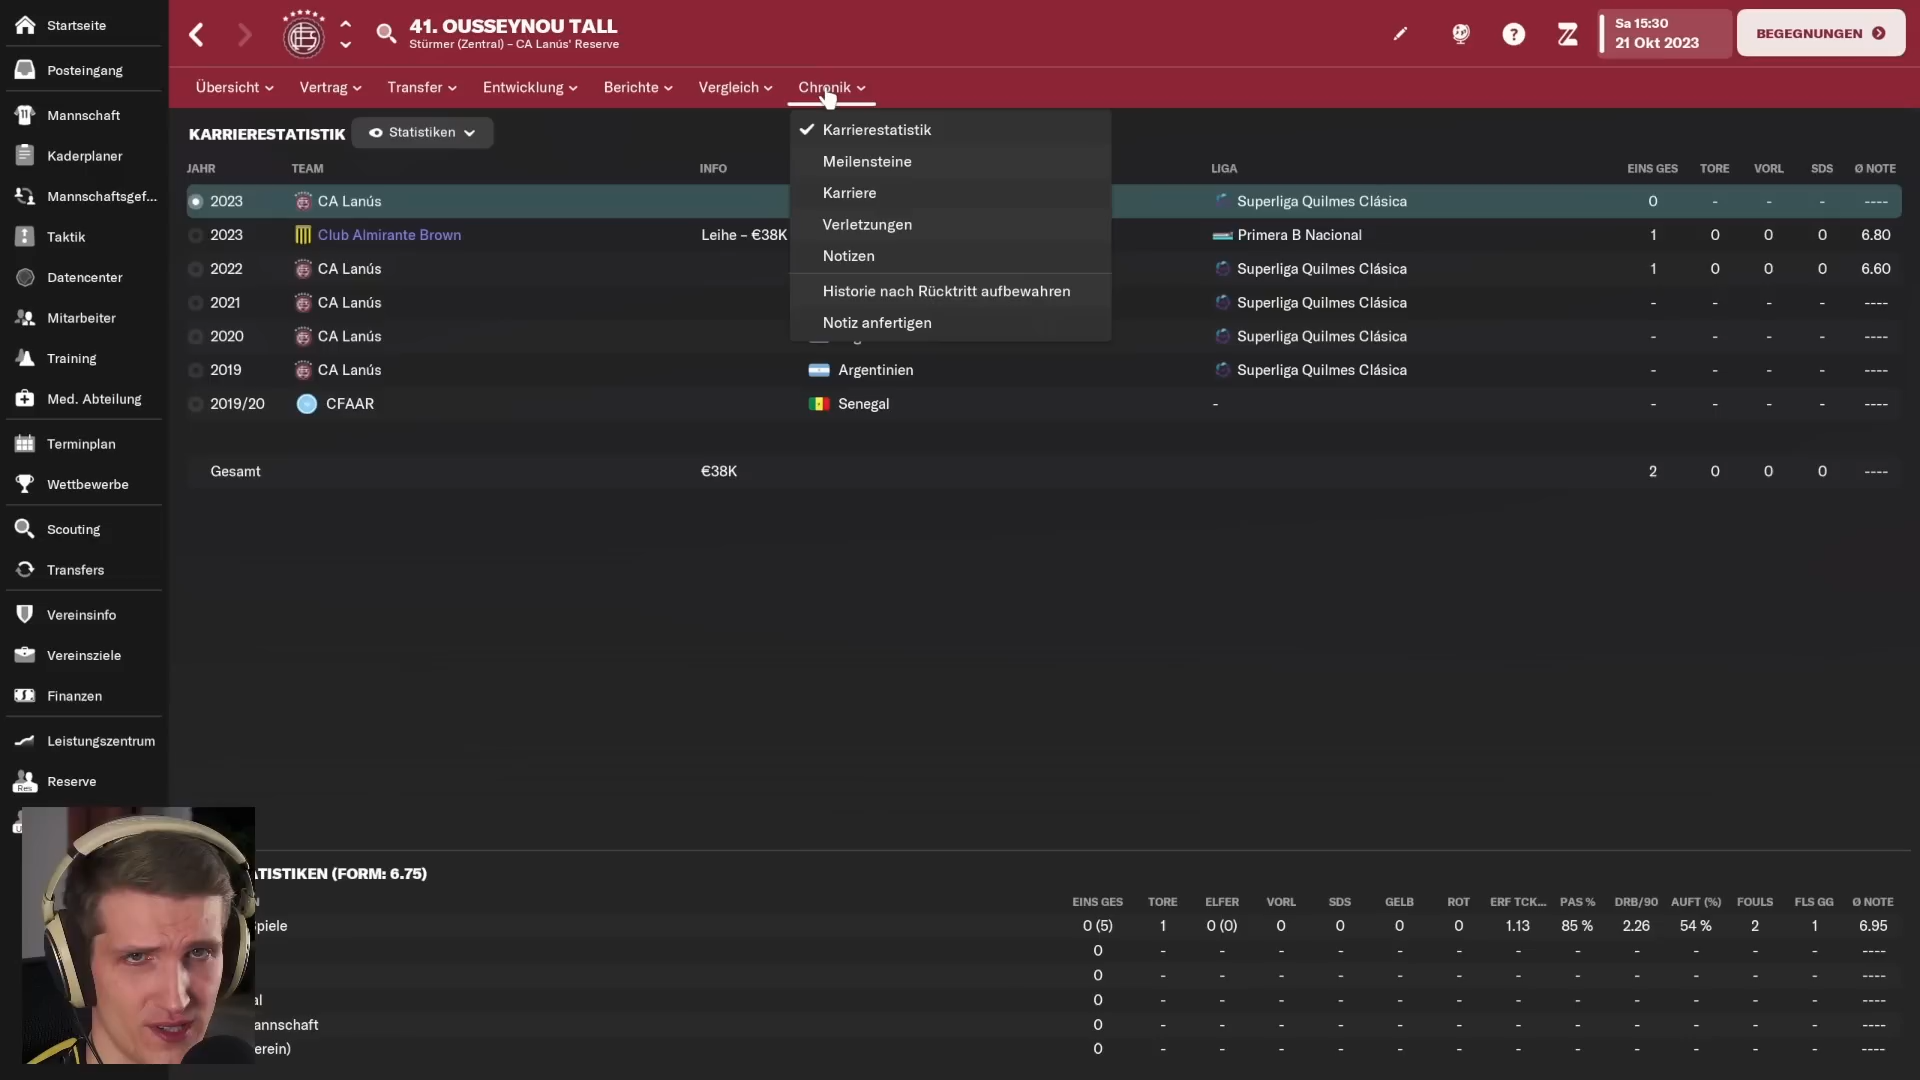 Startseite
Posteingang
Mannschaft
Kaderplaner
Mannschaftsgef...
Taktik
Datencenter
Mitarbeiter
Training
Med. Abteilung
Terminplan
Wettbewerbe
Scouting
Transfers
Vereinsinfo
Vereinsziele
Finanzen
Leistungszentrum
Res Reserve
41. OUSSEYNOU TALL
Stürmer (Zentral) – CA Lanús' Reserve
Sa 15:30
21 Okt 2023
BEGEGNUNGEN
Übersicht Vertrag Transfer Entwicklung Berichte Vergleich Chronik
KARRIERESTATISTIK Statistiken
Karrierestatistik
Meilensteine
Karriere
Verletzungen
Notizen
Historie nach Rücktritt aufbewahren
Notiz anfertigen
JAHR TEAM INFO LIGA EINS GES TORE VORL SDS Ø NOTE
2023 CA Lanús Superliga Quilmes Clásica 0 - - - ----
2023 Club Almirante Brown Leihe – €38K Primera B Nacional 1 0 0 0 6.80
2022 CA Lanús Superliga Quilmes Clásica 1 0 0 0 6.60
2021 CA Lanús Superliga Quilmes Clásica - - - - ----
2020 CA Lanús Superliga Quilmes Clásica - - - - ----
2019 CA Lanús Argentinien Superliga Quilmes Clásica - - - - ----
2019/20 CFAAR Senegal - - - - - ----
Gesamt €38K 2 0 0 0 ----
ATISTIKEN (FORM: 6.75)
N EINS GES TORE ELFER VORL SDS GELB ROT ERF TCK... PAS % DRB/90 AUFT (%) FOULS FLS GG Ø NOTE
piele 0 (5) 1 0 (0) 0 0 0 0 1.13 85 % 2.26 54 % 2 1 6.95
0 - - - - - - - - - - - - ----
0 - - - - - - - - - - - - ----
al 0 - - - - - - - - - - - - ----
annschaft 0 - - - - - - - - - - - - ----
erein) 0 - - - - - - - - - - - - ----